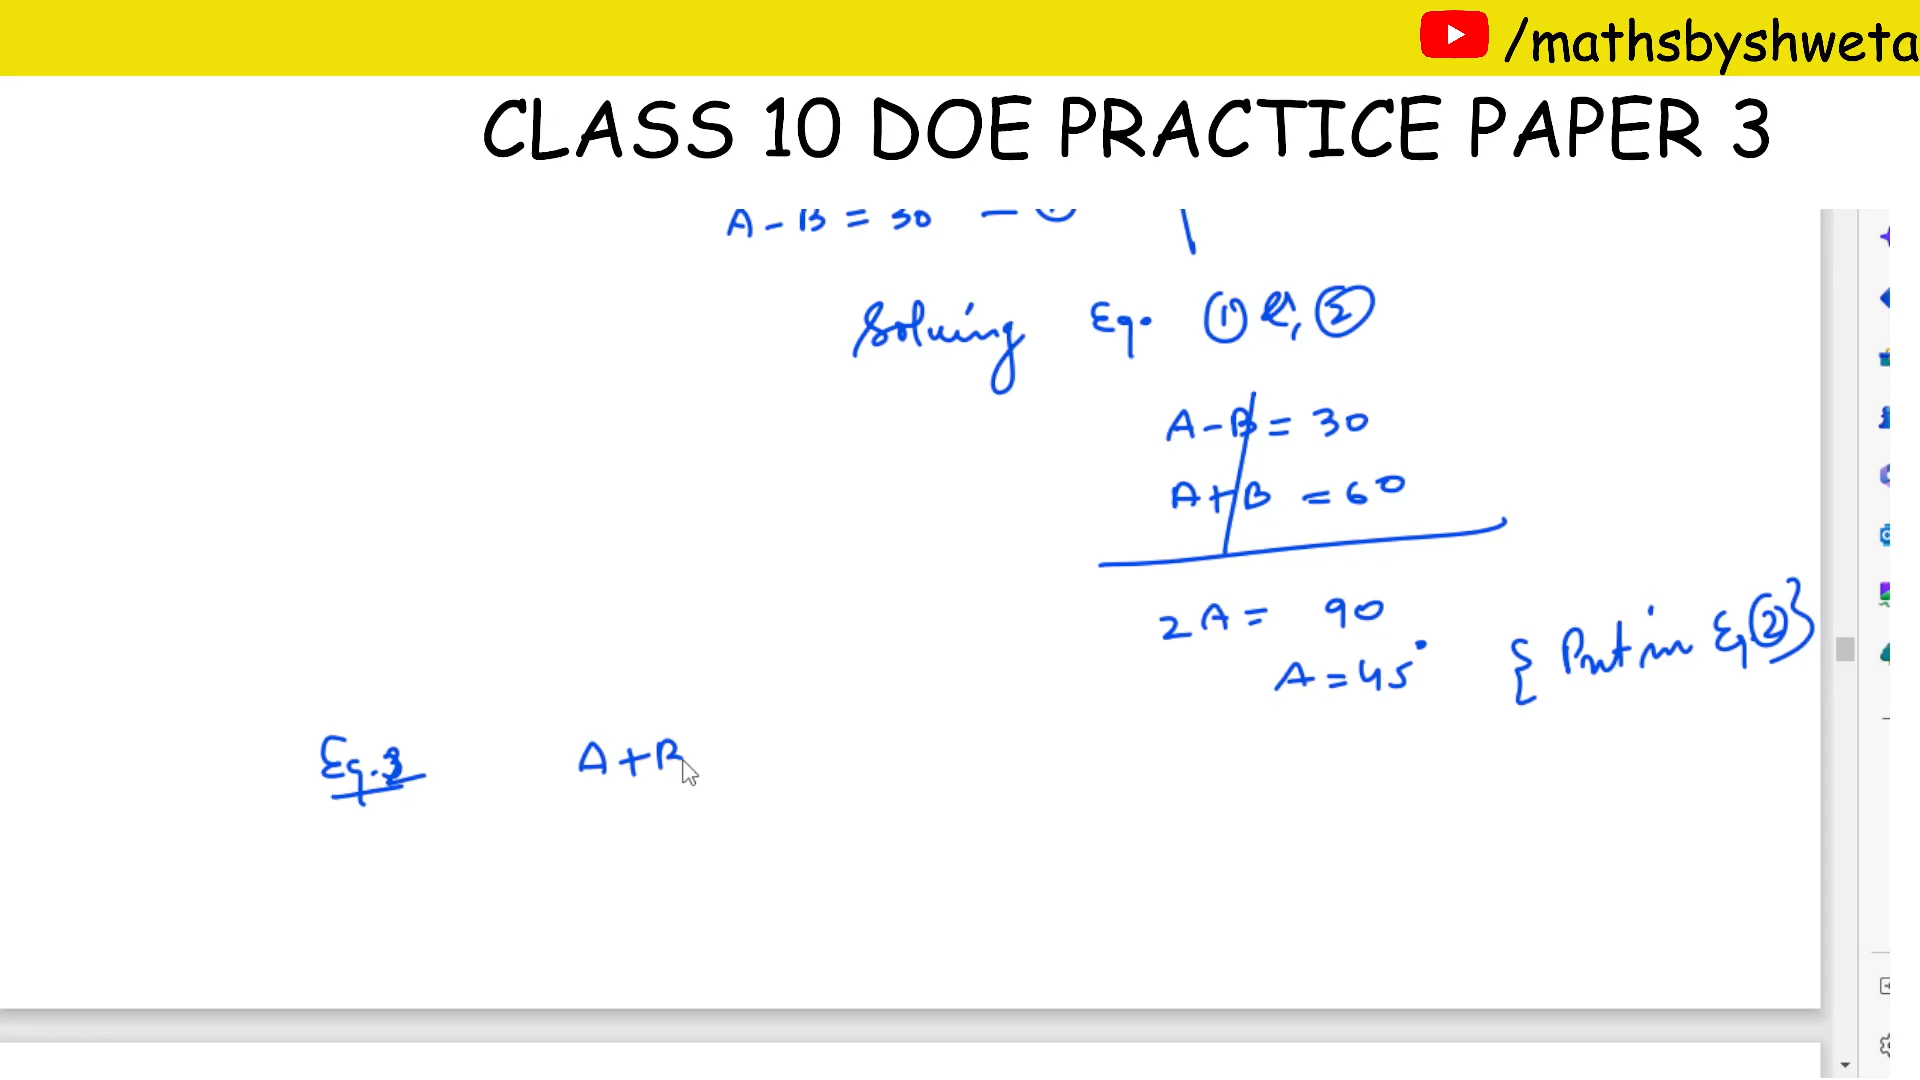 /mathsbyshweta
CLASS 10 DOE PRACTICE PAPER 3
A - B = 30 —
Solving Eq. ① & ②
A - B = 30
A + B = 60
2A = 90
A = 45° { Put in Eq ② }
Eq. 2 A + B